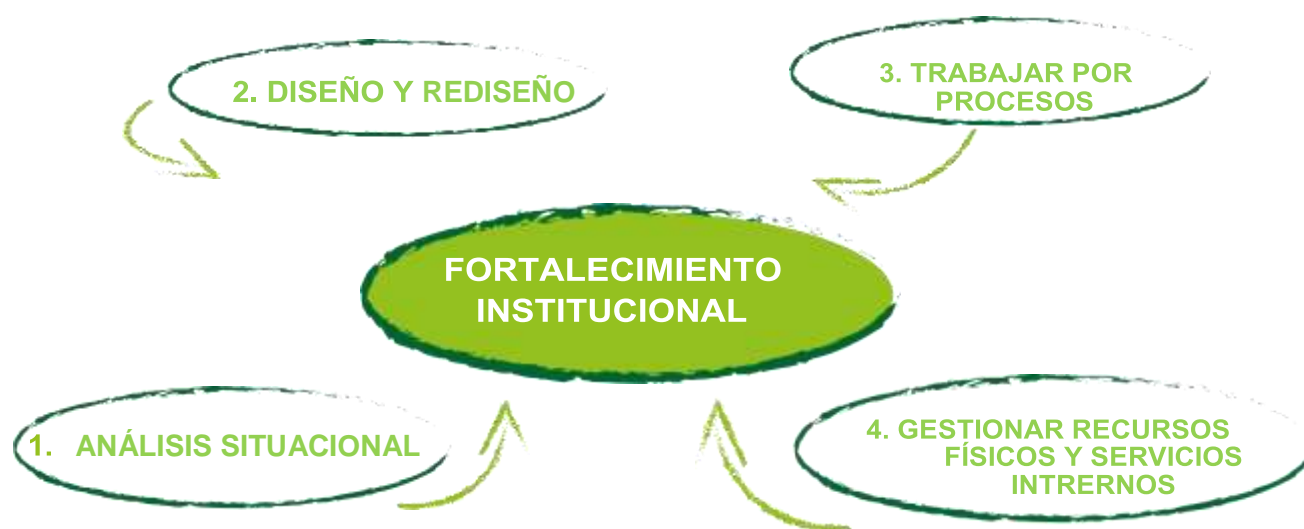 2. DISEÑO Y REDISEÑO
3. TRABAJAR POR
PROCESOS
FORTALECIMIENTO
INSTITUCIONAL
1. ANÁLISIS SITUACIONAL
4. GESTIONAR RECURSOS
FÍSICOS Y SERVICIOS
INTRERNOS